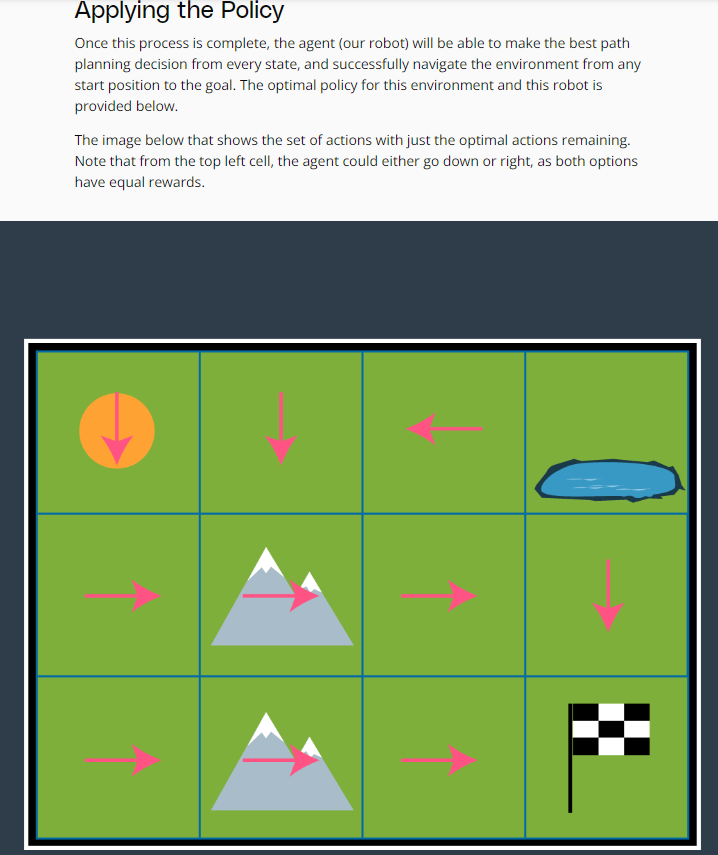 Applying the Policy
Once this process is complete, the agent (our robot) will be able to make the best path
planning decision from every state, and successfully navigate the environment from any
start position to the goal. The optimal policy for this environment and this robot is
provided below.
The image below that shows the set of actions with just the optimal actions remaining.
Note that from the top left cell, the agent could either go down or right, as both options
have equal rewards.